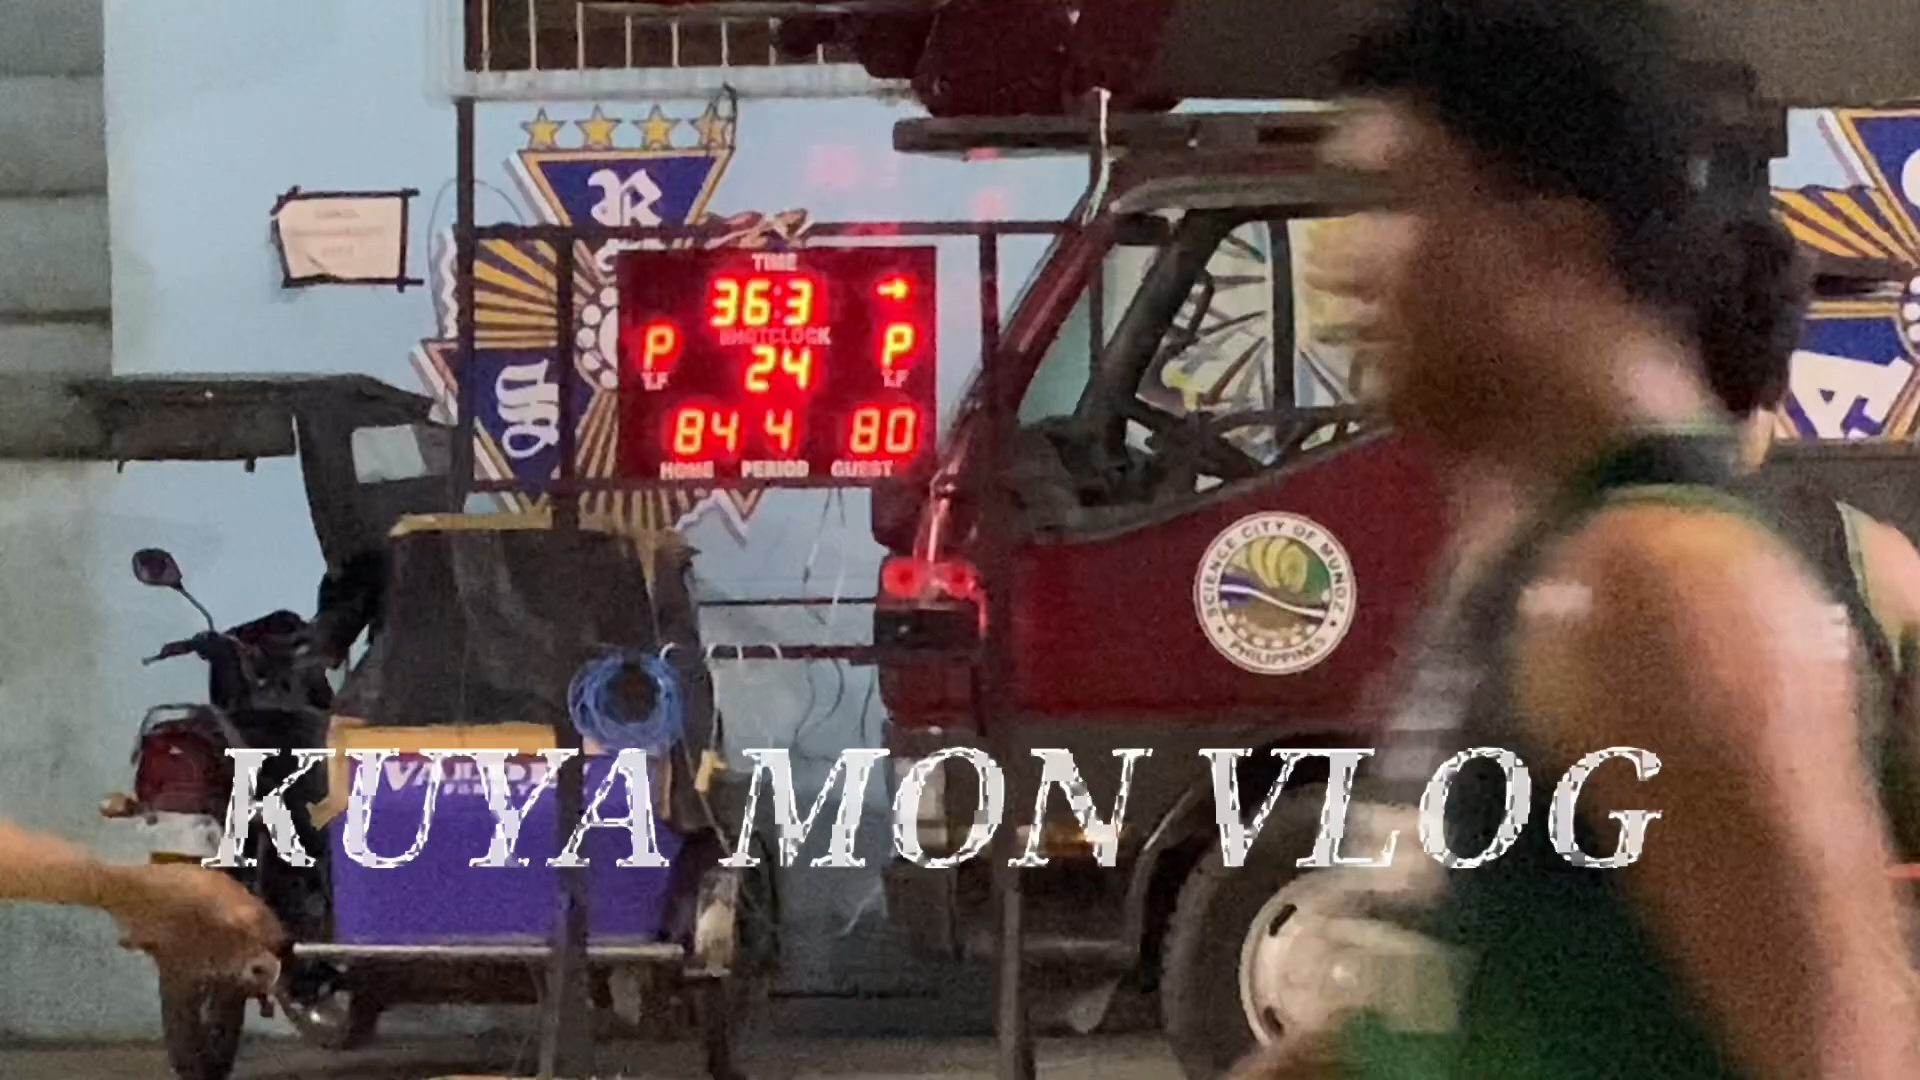 R
S
A
TIME
36:3
SHOTCLOCK
P 24 P
T.F T.F
84 4 80
HOME PERIOD GUEST
SCIENCE CITY OF MUÑOZ
PHILIPPINES
KUYA MON VLOG